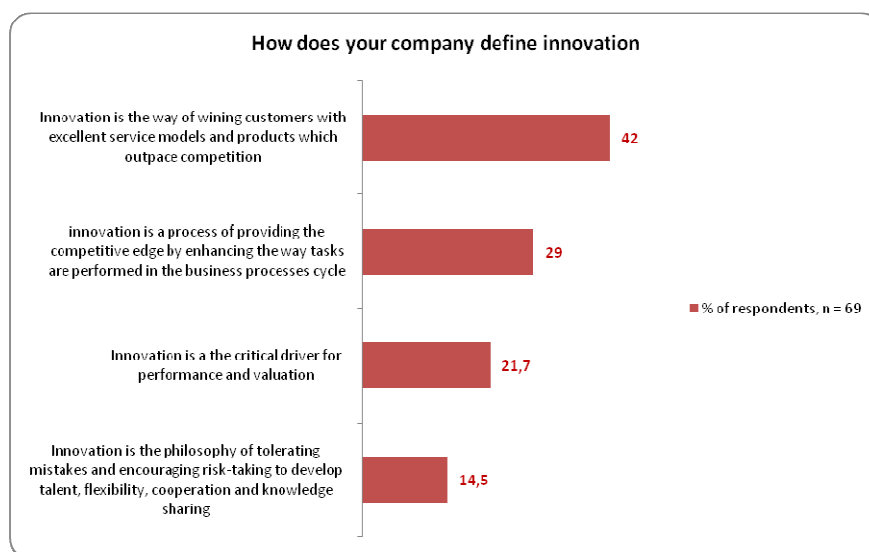 How does your company define innovation
Innovation is the way of wining customers with
excellent service models and products which
outpace competition
42
innovation is a process of providing the
competitive edge by enhancing the way tasks
are performed in the business processes cycle
29
% of respondents, n = 69
Innovation is a the critical driver for
performance and valuation
21,7
Innovation is the philosophy of tolerating
mistakes and encouraging risk-taking to develop
talent, flexibility, cooperation and knowledge
sharing
14,5